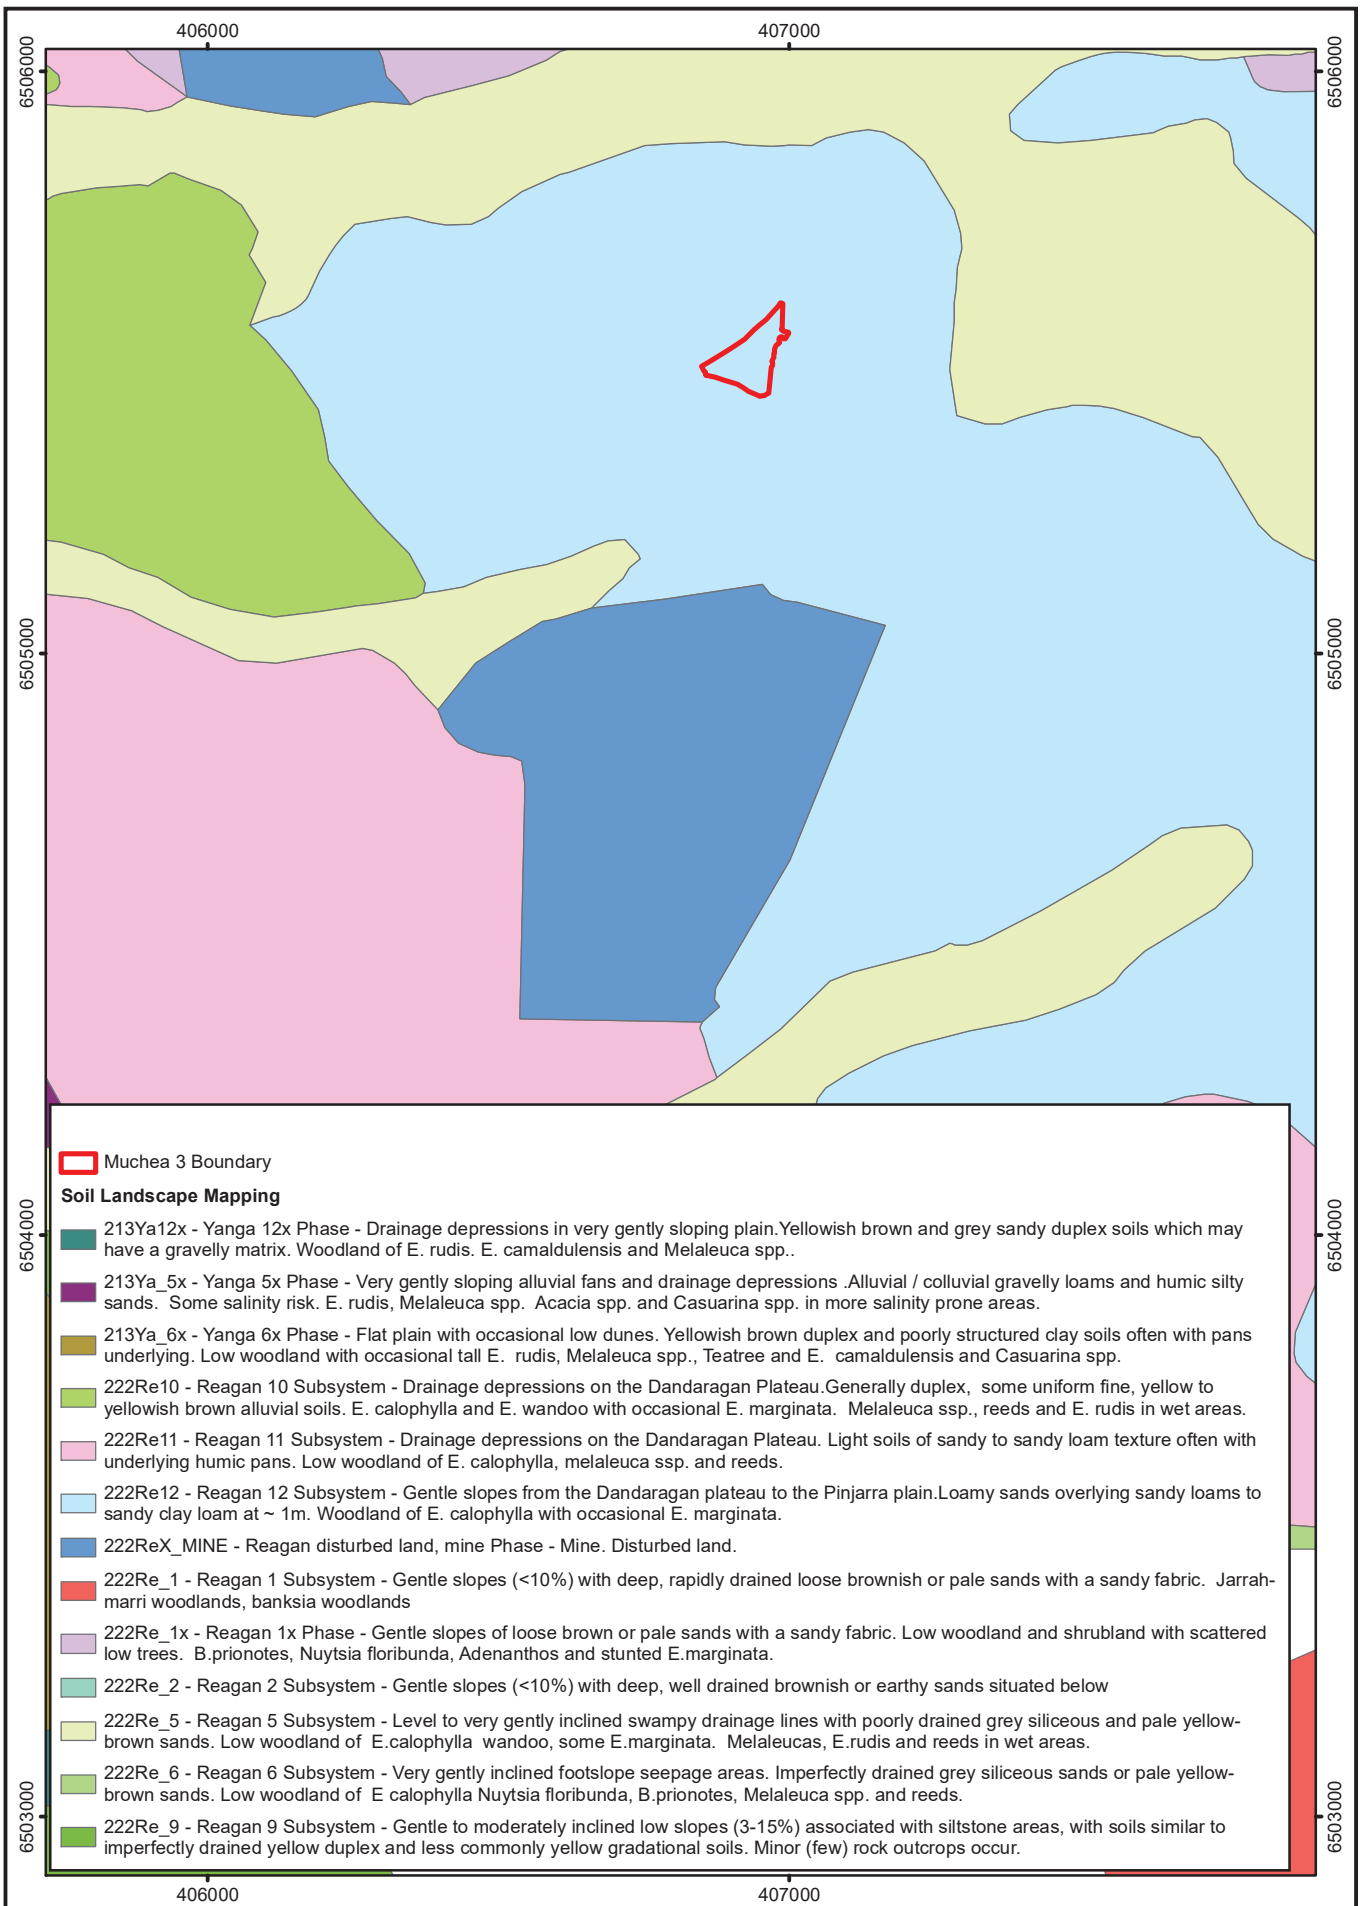 406000
407000
6506000
6506000
6505000
6505000
6504000
6504000
6503000
6503000
Muchea 3 Boundary
Soil Landscape Mapping
213Ya12x - Yanga 12x Phase - Drainage depressions in very gently sloping plain.Yellowish brown and grey sandy duplex soils which may
have a gravelly matrix. Woodland of E. rudis. E. camaldulensis and Melaleuca spp..
213Ya_5x - Yanga 5x Phase - Very gently sloping alluvial fans and drainage depressions .Alluvial / colluvial gravelly loams and humic silty
sands.  Some salinity risk. E. rudis, Melaleuca spp.  Acacia spp. and Casuarina spp. in more salinity prone areas.
213Ya_6x - Yanga 6x Phase - Flat plain with occasional low dunes. Yellowish brown duplex and poorly structured clay soils often with pans
underlying. Low woodland with occasional tall E.  rudis, Melaleuca spp., Teatree and E.  camaldulensis and Casuarina spp.
222Re10 - Reagan 10 Subsystem - Drainage depressions on the Dandaragan Plateau.Generally duplex,  some uniform fine, yellow to
yellowish brown alluvial soils. E. calophylla and E. wandoo with occasional E. marginata.  Melaleuca ssp., reeds and E. rudis in wet areas.
222Re11 - Reagan 11 Subsystem - Drainage depressions on the Dandaragan Plateau. Light soils of sandy to sandy loam texture often with
underlying humic pans. Low woodland of E. calophylla, melaleuca ssp. and reeds.
222Re12 - Reagan 12 Subsystem - Gentle slopes from the Dandaragan plateau to the Pinjarra plain.Loamy sands overlying sandy loams to
sandy clay loam at ~ 1m. Woodland of E. calophylla with occasional E. marginata.
222ReX_MINE - Reagan disturbed land, mine Phase - Mine. Disturbed land.
222Re_1 - Reagan 1 Subsystem - Gentle slopes (<10%) with deep, rapidly drained loose brownish or pale sands with a sandy fabric.  Jarrah-
marri woodlands, banksia woodlands
222Re_1x - Reagan 1x Phase - Gentle slopes of loose brown or pale sands with a sandy fabric. Low woodland and shrubland with scattered
low trees.  B.prionotes, Nuytsia floribunda, Adenanthos and stunted E.marginata.
222Re_2 - Reagan 2 Subsystem - Gentle slopes (<10%) with deep, well drained brownish or earthy sands situated below
222Re_5 - Reagan 5 Subsystem - Level to very gently inclined swampy drainage lines with poorly drained grey siliceous and pale yellow-
brown sands. Low woodland of  E.calophylla  wandoo, some E.marginata.  Melaleucas, E.rudis and reeds in wet areas.
222Re_6 - Reagan 6 Subsystem - Very gently inclined footslope seepage areas. Imperfectly drained grey siliceous sands or pale yellow-
brown sands. Low woodland of  E calophylla Nuytsia floribunda, B.prionotes, Melaleuca spp. and reeds.
222Re_9 - Reagan 9 Subsystem - Gentle to moderately inclined low slopes (3-15%) associated with siltstone areas, with soils similar to
imperfectly drained yellow duplex and less commonly yellow gradational soils. Minor (few) rock outcrops occur.
406000
407000